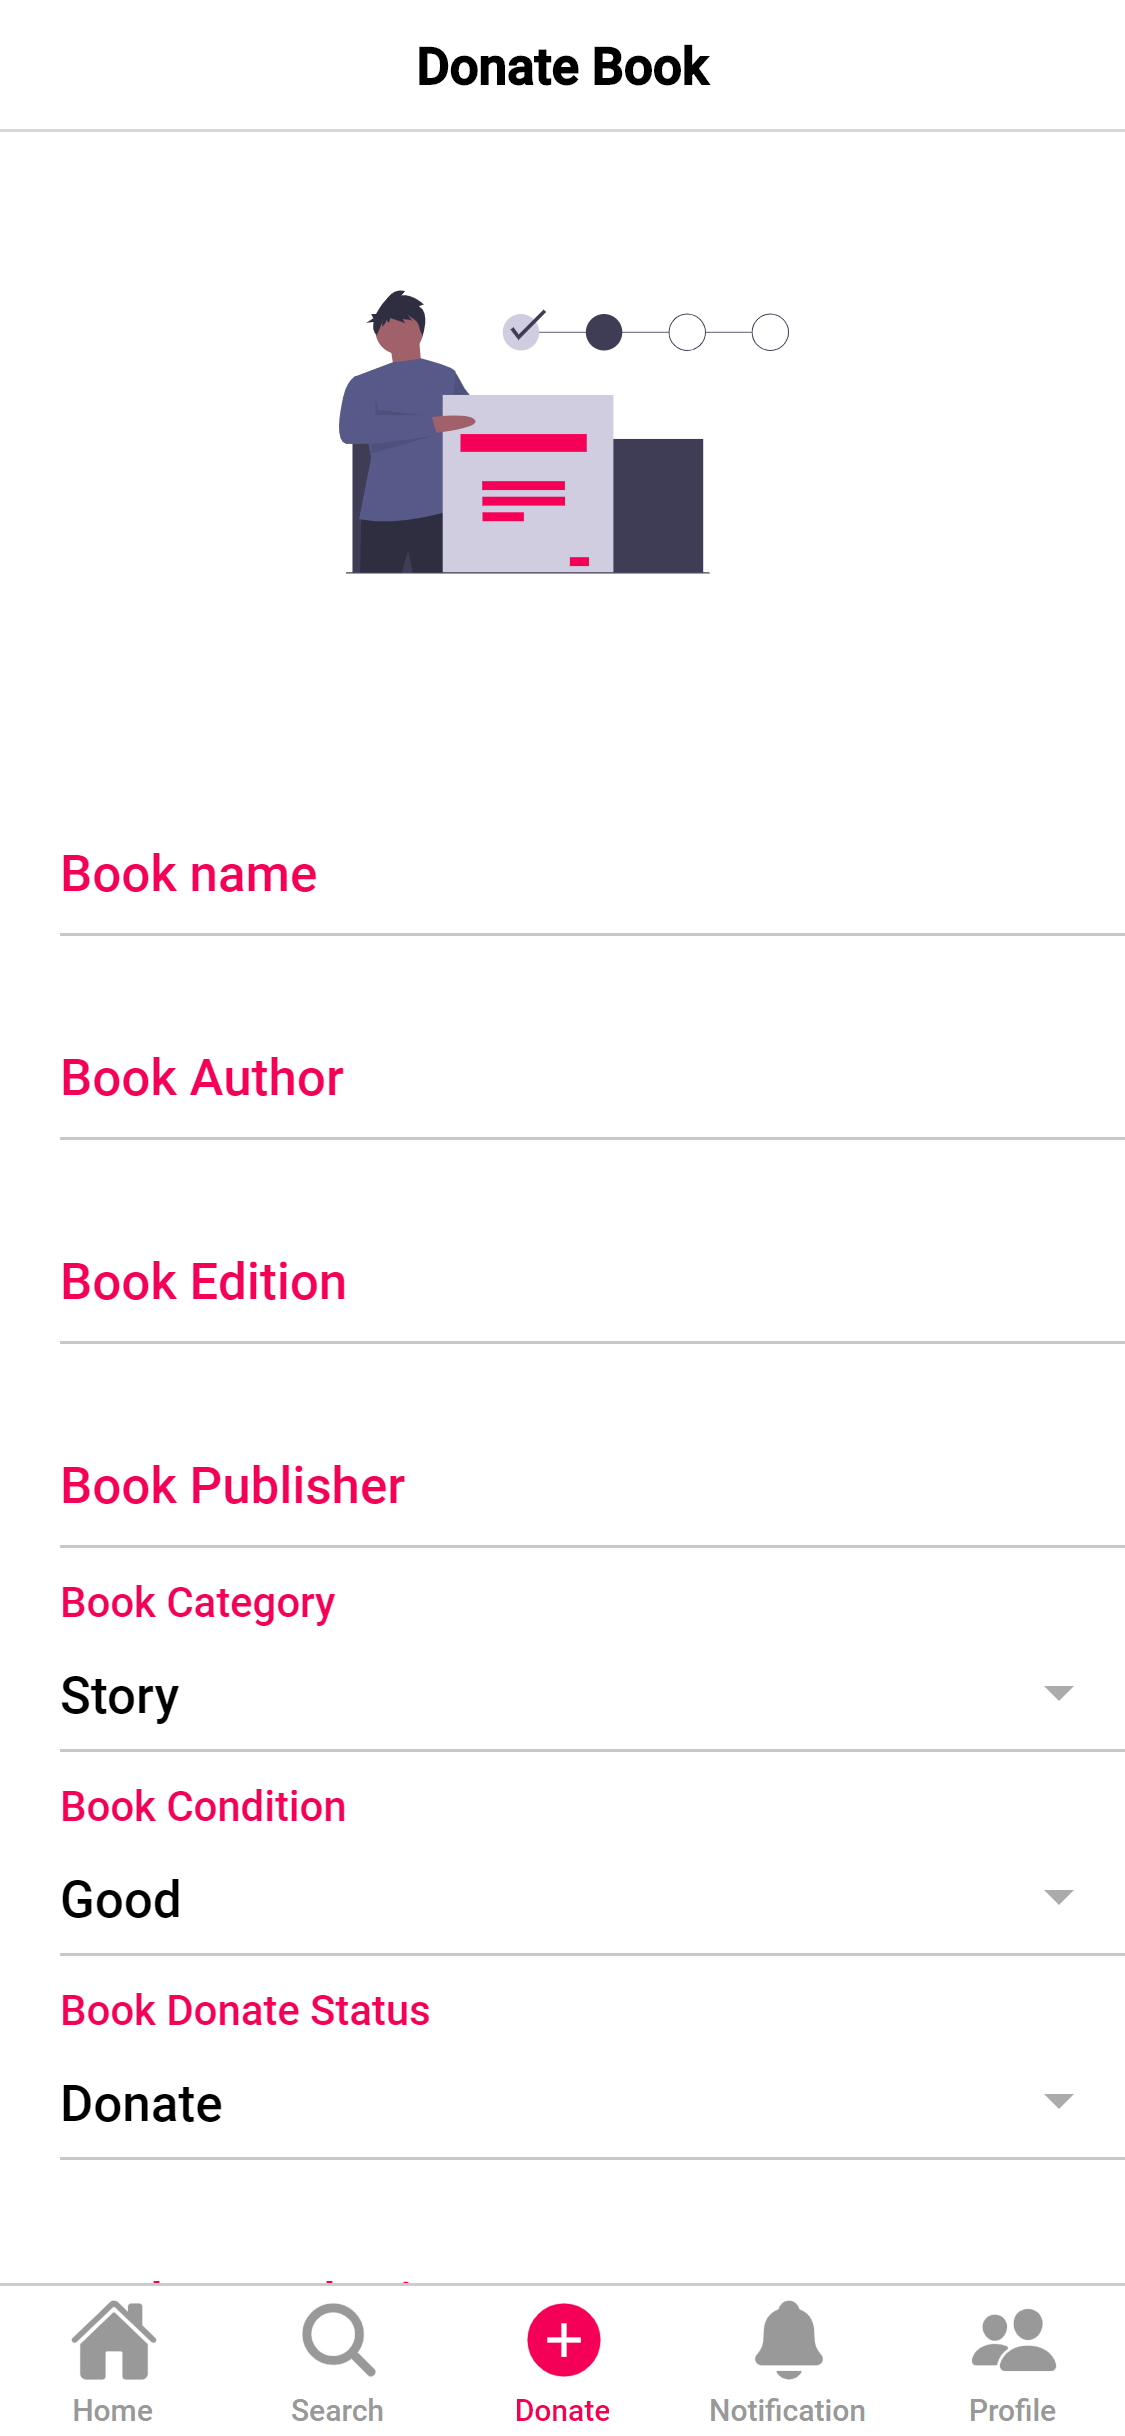 Donate Book
Book name
Book Author
Book Edition
Book Publisher
Book Category
Story
Book Condition
Good
Book Donate Status
Donate
Home
Search
Donate
Notification
Profile